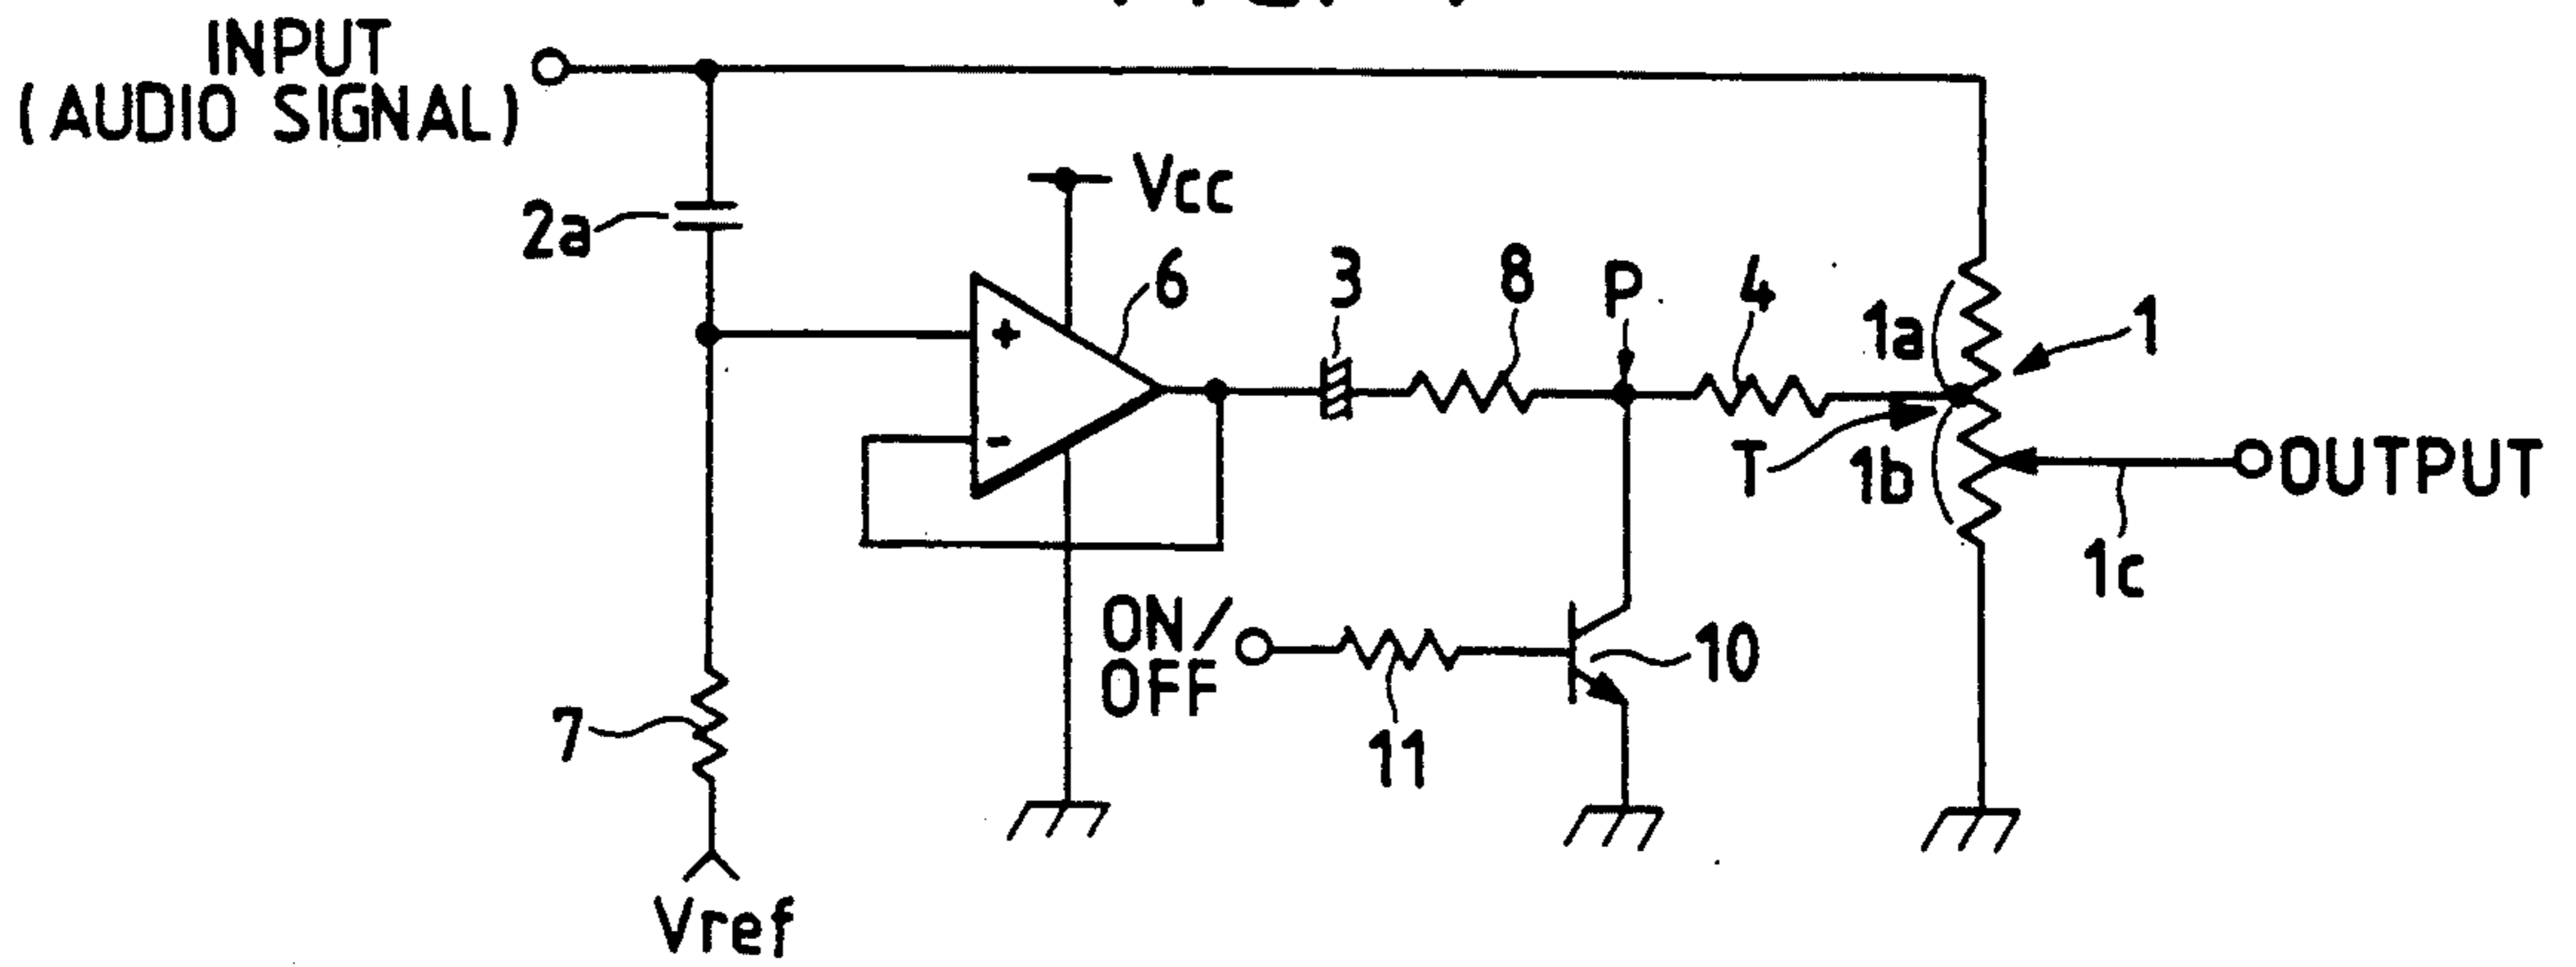 INPUT
(AUDIO SIGNAL)
2a
Vcc
6
3
8
P
4
1a
1
+
-
T
1b
OUTPUT
1c
ON/
OFF
10
11
7
Vref